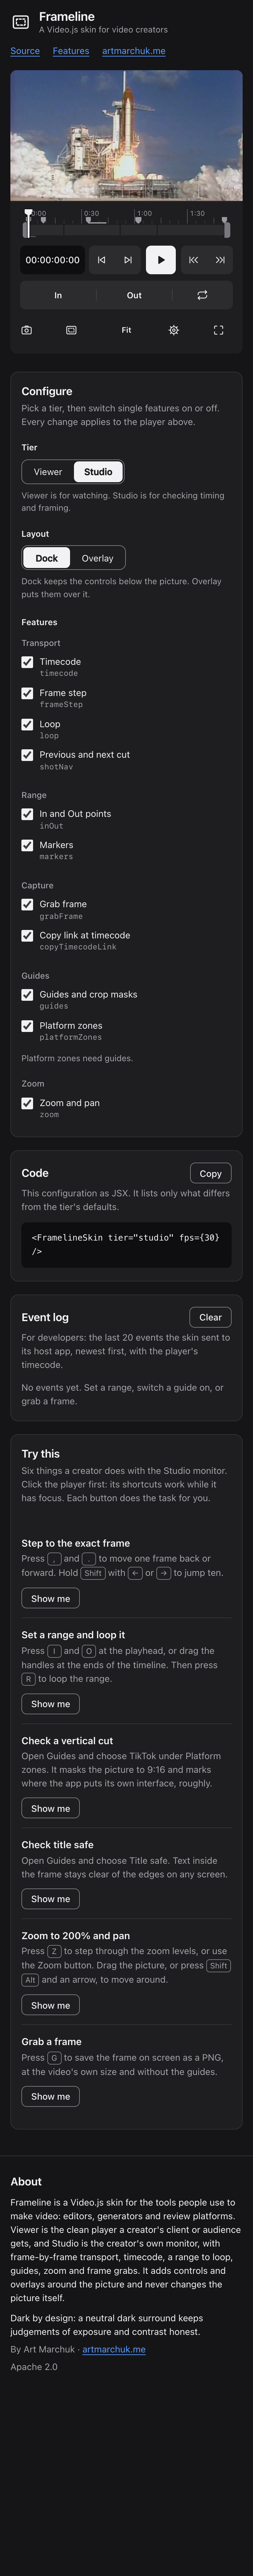 Frameline
A Video.js skin for video creators
Source Features artmarchuk.me
0:00 0:30 1:00 1:30
00:00:00:00
In Out
Fit
Configure
Pick a tier, then switch single features on or off.
Every change applies to the player above.
Tier
Viewer Studio
Viewer is for watching. Studio is for checking timing
and framing.
Layout
Dock Overlay
Dock keeps the controls below the picture. Overlay
puts them over it.
Features
Transport
Timecode
timecode
Frame step
frameStep
Loop
loop
Previous and next cut
shotNav
Range
In and Out points
inOut
Markers
markers
Capture
Grab frame
grabFrame
Copy link at timecode
copyTimecodeLink
Guides
Guides and crop masks
guides
Platform zones
platformZones
Platform zones need guides.
Zoom
Zoom and pan
zoom
Code Copy
This configuration as JSX. It lists only what differs
from the tier's defaults.
<FramelineSkin tier="studio" fps={30}
/>
Event log Clear
For developers: the last 20 events the skin sent to
its host app, newest first, with the player's
timecode.
No events yet. Set a range, switch a guide on, or
grab a frame.
Try this
Six things a creator does with the Studio monitor.
Click the player first: its shortcuts work while it
has focus. Each button does the task for you.
Step to the exact frame
Press , and . to move one frame back or
forward. Hold Shift with ← or → to jump ten.
Show me
Set a range and loop it
Press I and O at the playhead, or drag the
handles at the ends of the timeline. Then press
R to loop the range.
Show me
Check a vertical cut
Open Guides and choose TikTok under Platform
zones. It masks the picture to 9:16 and marks
where the app puts its own interface, roughly.
Show me
Check title safe
Open Guides and choose Title safe. Text inside
the frame stays clear of the edges on any screen.
Show me
Zoom to 200% and pan
Press Z to step through the zoom levels, or use
the Zoom button. Drag the picture, or press Shift
Alt and an arrow, to move around.
Show me
Grab a frame
Press G to save the frame on screen as a PNG,
at the video's own size and without the guides.
Show me
About
Frameline is a Video.js skin for the tools people use to
make video: editors, generators and review platforms.
Viewer is the clean player a creator's client or audience
gets, and Studio is the creator's own monitor, with
frame-by-frame transport, timecode, a range to loop,
guides, zoom and frame grabs. It adds controls and
overlays around the picture and never changes the
picture itself.
Dark by design: a neutral dark surround keeps
judgements of exposure and contrast honest.
By Art Marchuk · artmarchuk.me
Apache 2.0